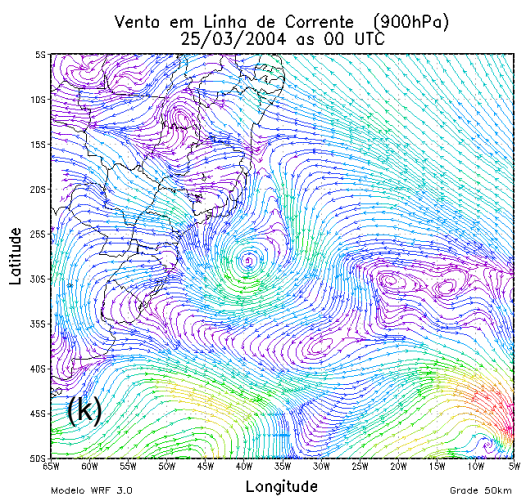 Vento em Linha de Corrente (900hPa)
25/03/2004 as 00 UTC
5S
10S
15S
20S
25S
30S
35S
40S
45S
50S
Latitude
(k)
65W 60W 55W 50W 45W 40W 35W 30W 25W 20W 15W 10W 5W
Longitude
Modelo WRF 3.0
Grade 50km